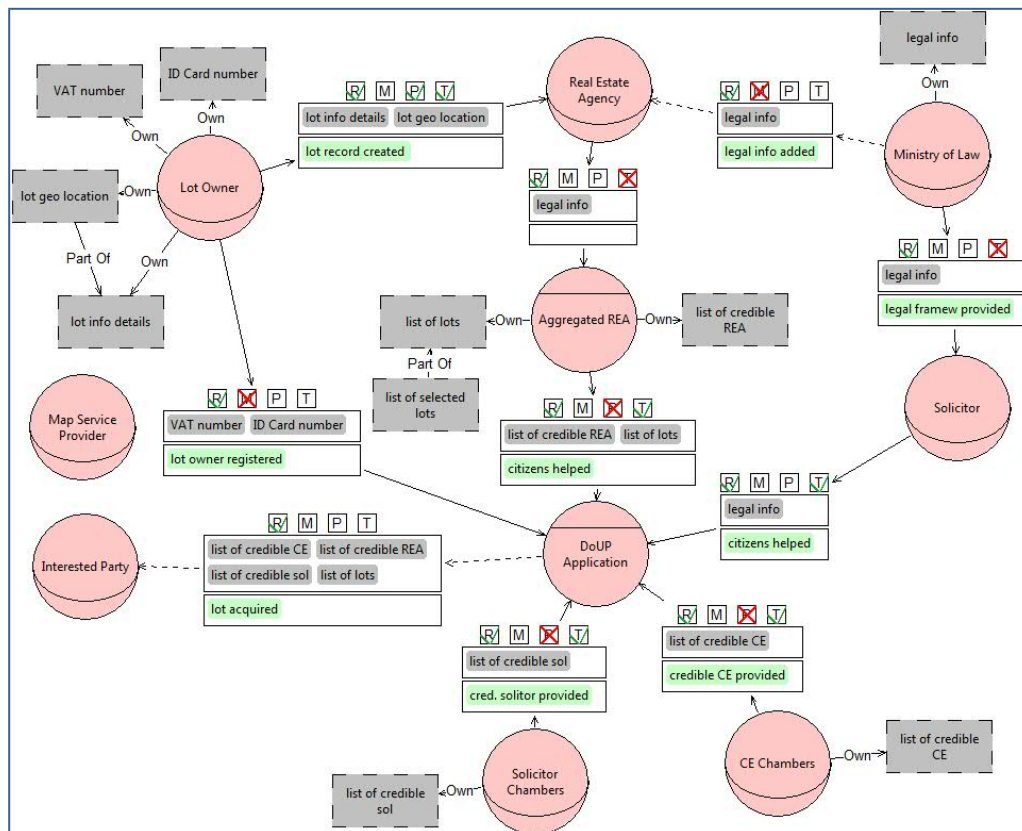 legal info
ID Card number
VAT number
Own
Own
Own
R M P T
lot info details lot geo location
lot record created
Real Estate
Agency
R M P T
legal info
legal info added
Ministry of Law
Lot Owner
Own
lot geo location
Part Of
Own
lot info details
R M P T
legal info
R M P T
legal info
legal framew provided
list of lots
Own
Aggregated REA
Own
list of credible
REA
Part Of
list of selected
lots
Map Service
Provider
R M P T
VAT number ID Card number
lot owner registered
R M P T
list of credible REA list of lots
citizens helped
Solicitor
R M P T
legal info
citizens helped
R M P T
list of credible CE list of credible REA
list of credible sol list of lots
lot acquired
Interested Party
DoUP
Application
R M P T
list of credible sol
cred. solitor provided
R M P T
list of credible CE
credible CE provided
Solicitor
Chambers
Own
list of credible
sol
CE Chambers
Own
list of credible
CE